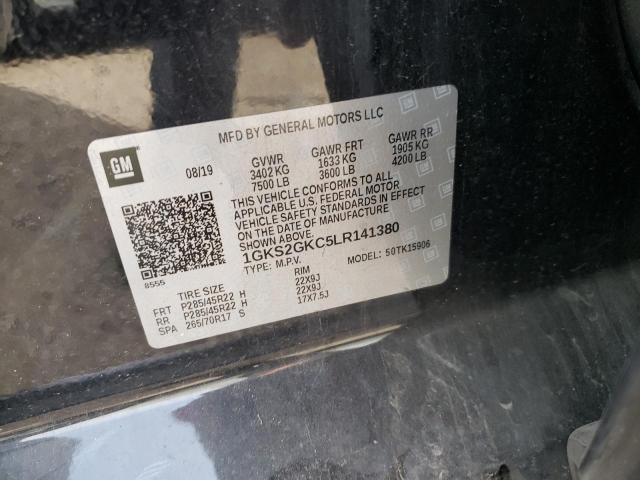 MFD BY GENERAL MOTORS LLC
GM
08/19
GVWR GAWR FRT GAWR RR
3402 KG 1633 KG 1905 KG
7500 LB 3600 LB 4200 LB
THIS VEHICLE CONFORMS TO ALL
APPLICABLE U.S. FEDERAL MOTOR
VEHICLE SAFETY STANDARDS IN EFFECT
ON THE DATE OF MANUFACTURE
SHOWN ABOVE.
1GKS2GKC5LR141380
TYPE: M.P.V. MODEL: 50TK15906
8555
TIRE SIZE RIM
FRT P285/45R22 H 22X9J
RR P285/45R22 H 22X9J
SPA 265/70R17 S 17X7.5J